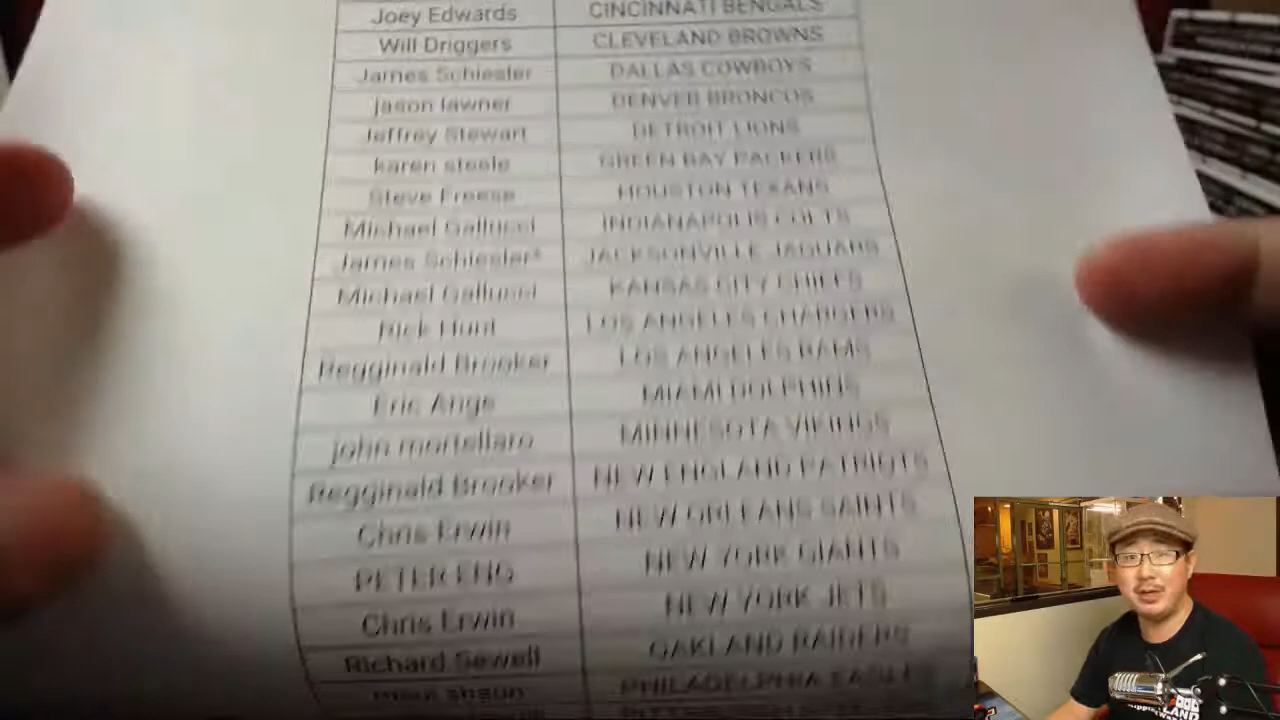 Joey Edwards CINCINNATI BENGALS
Will Driggers CLEVELAND BROWNS
James Schiesler DALLAS COWBOYS
jason lawner DENVER BRONCOS
Jeffrey Stewart DETROIT LIONS
karen steele GREEN BAY PACKERS
Steve Freese HOUSTON TEXANS
Michael Gallucci INDIANAPOLIS COLTS
James Schiesler* JACKSONVILLE JAGUARS
Michael Gallucci KANSAS CITY CHIEFS
Rick Hunt LOS ANGELES CHARGERS
Regginald Brooker LOS ANGELES RAMS
Eric Ange MIAMI DOLPHINS
john mortellaro MINNESOTA VIKINGS
Regginald Brooker NEW ENGLAND PATRIOTS
Chris Erwin NEW ORLEANS SAINTS
PETER ENG NEW YORK GIANTS
Chris Erwin NEW YORK JETS
Richard Sewell OAKLAND RAIDERS
shaun PHILADELPHIA EAGLES